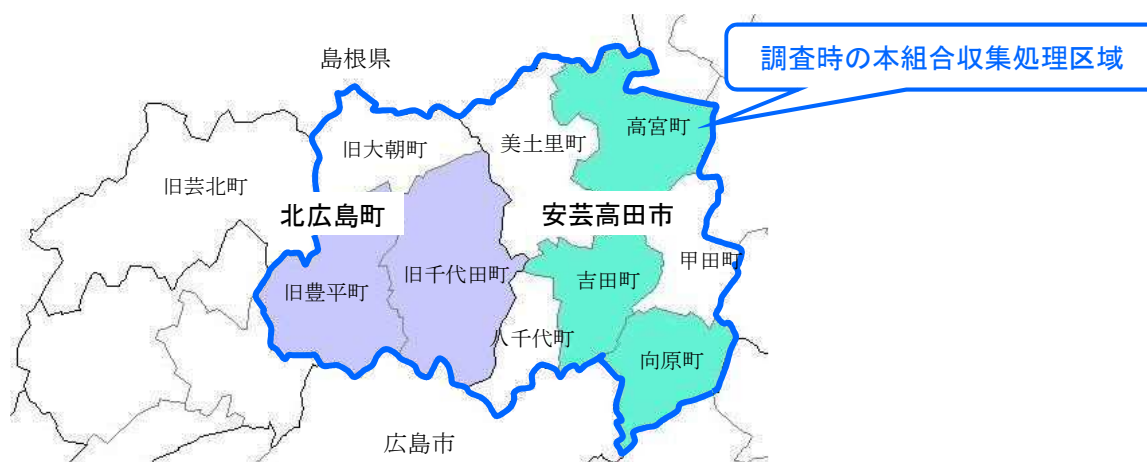 島根県
調査時の本組合収集処理区域
高宮町
美土里町
旧大朝町
旧芸北町
北広島町
安芸高田市
甲田町
旧千代田町
吉田町
旧豊平町
八千代町
向原町
広島市